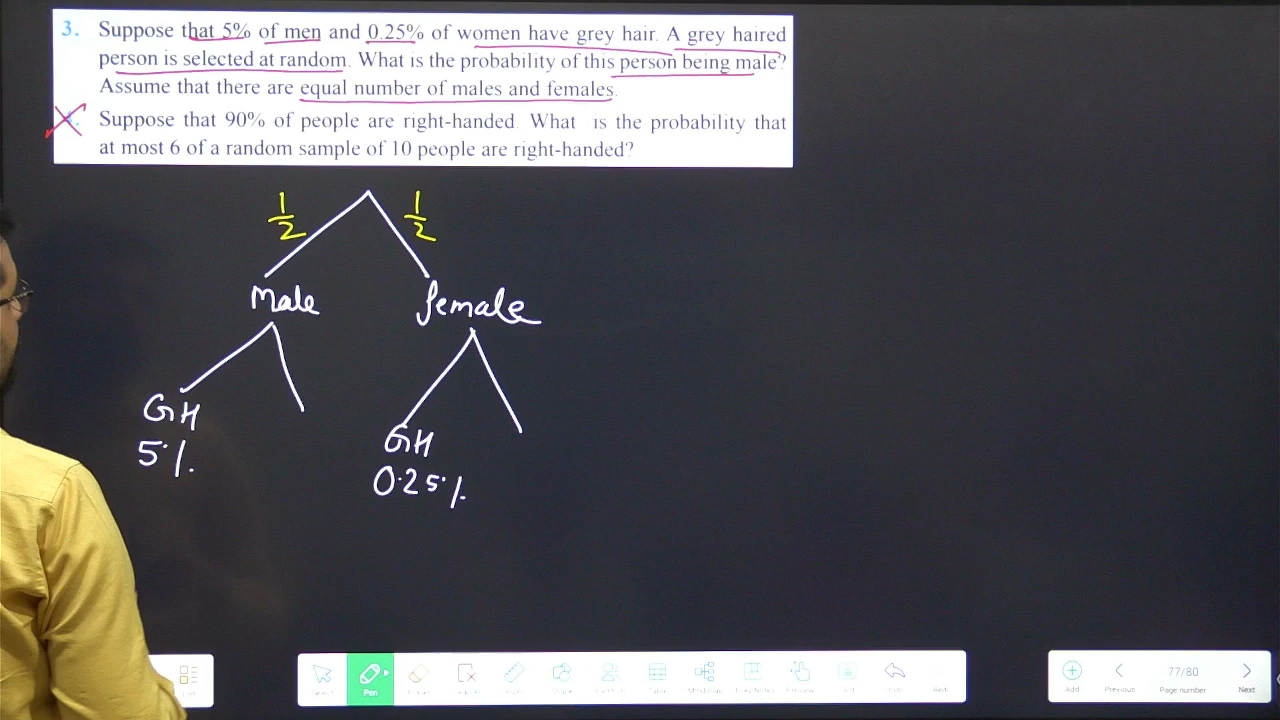 3. Suppose that 5% of men and 0.25% of women have grey hair. A grey haired
person is selected at random. What is the probability of this person being male?
Assume that there are equal number of males and females.
Suppose that 90% of people are right-handed. What is the probability that
at most 6 of a random sample of 10 people are right-handed?
1/2 1/2
Male female
GH
5%
GH
0.25%
Pen
Add Previous 77/80 Page number Next